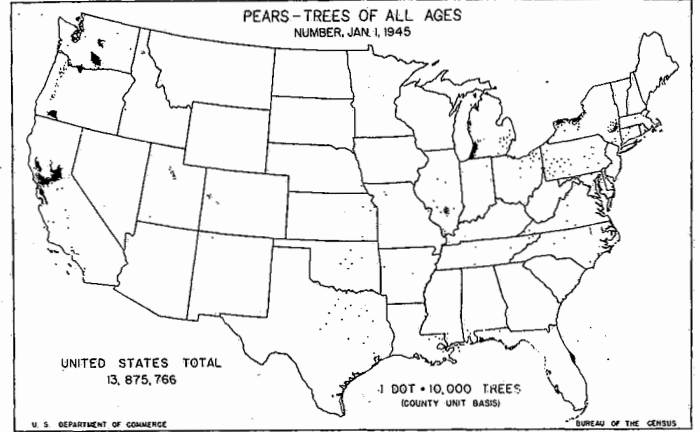 PEARS - TREES OF ALL AGES
NUMBER, JAN. 1, 1945
UNITED STATES TOTAL
13,875,766
1 DOT = 10,000 TREES
(COUNTY UNIT BASIS)
U. S. DEPARTMENT OF COMMERCE
BUREAU OF THE CENSUS